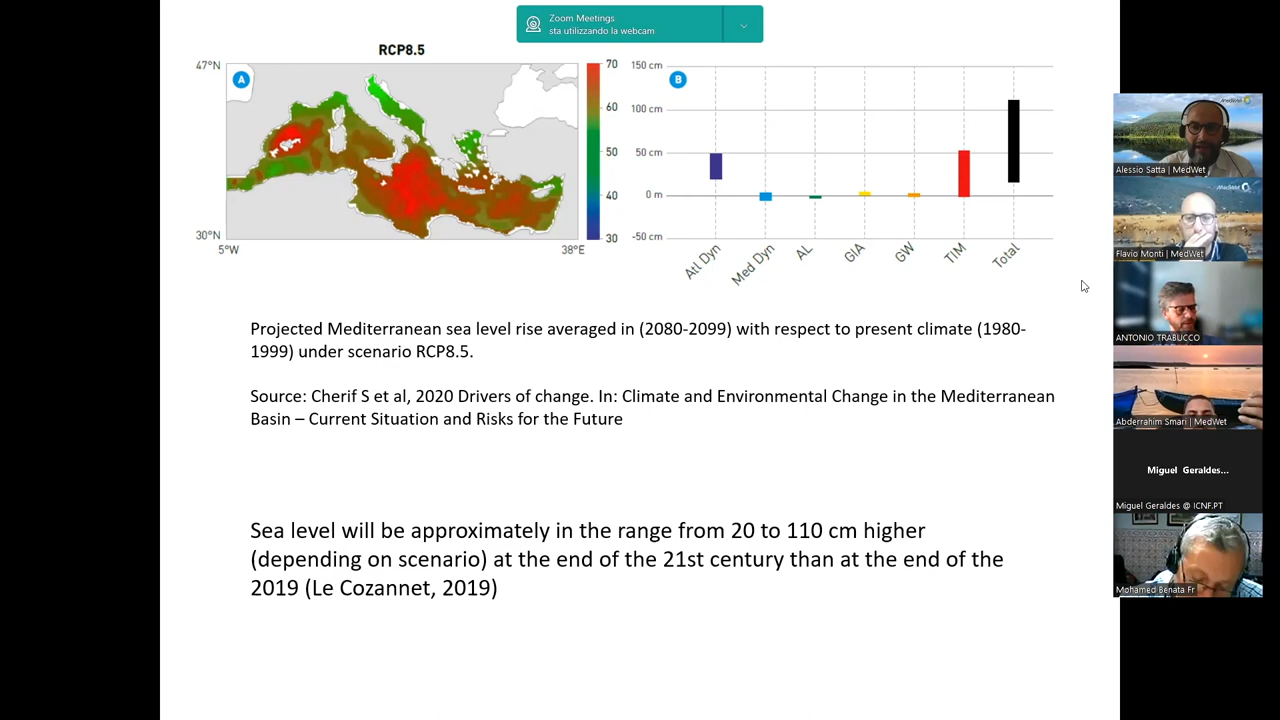 Zoom Meetings
sta utilizzando la webcam
RCP8.5
47°N
A
30°N
5°W
38°E
70
60
50
40
30
B
150 cm
100 cm
50 cm
0 m
-50 cm
Atl Dyn
Med Dyn
AL
GIA
GW
TIM
Total
Projected Mediterranean sea level rise averaged in (2080-2099) with respect to present climate (1980-
1999) under scenario RCP8.5.
Source: Cherif S et al, 2020 Drivers of change. In: Climate and Environmental Change in the Mediterranean
Basin – Current Situation and Risks for the Future
Sea level will be approximately in the range from 20 to 110 cm higher
(depending on scenario) at the end of the 21st century than at the end of the
2019 (Le Cozannet, 2019)
MedWet
Alessio Satta | MedWet
MedWet
Flavio Monti | MedWet
ANTONIO TRABUCCO
Abderrahim Smari | MedWet
Miguel Geraldes...
Miguel Geraldes @ ICNF.PT
Mohamed Benata Fr